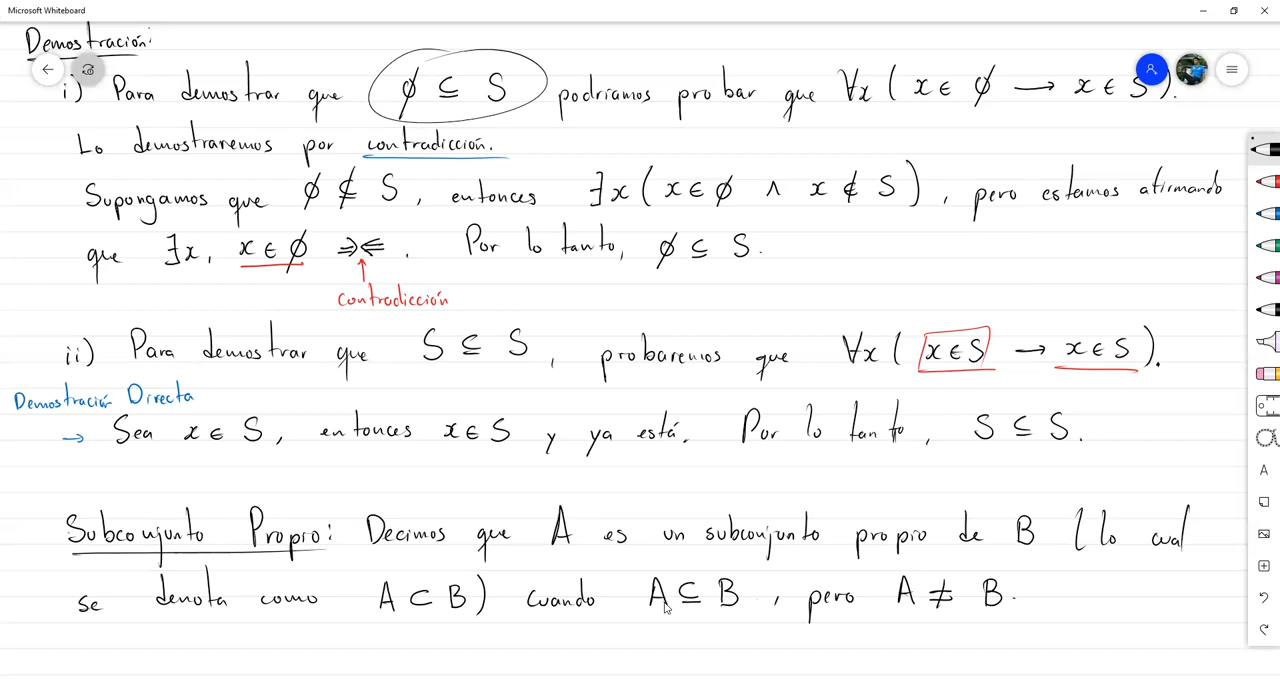 Microsoft Whiteboard
Demostración:
i) Para demostrar que ∅ ⊆ S podríamos probar que ∀x ( x ∈ ∅ → x ∈ S ).
Lo demostraremos por contradicción.
Supongamos que ∅ ⊈ S, entonces ∃x ( x ∈ ∅ ∧ x ∉ S ), pero estamos afirmando
que ∃x, x ∈ ∅ ⇒⇐. Por lo tanto, ∅ ⊆ S.
contradicción
ii) Para demostrar que S ⊆ S, probaremos que ∀x ( x ∈ S → x ∈ S ).
Demostración Directa
→ Sea x ∈ S, entonces x ∈ S y ya está. Por lo tanto, S ⊆ S.
Subconjunto Propio: Decimos que A es un subconjunto propio de B (lo cual
se denota como A ⊂ B) cuando A ⊆ B, pero A ≠ B.